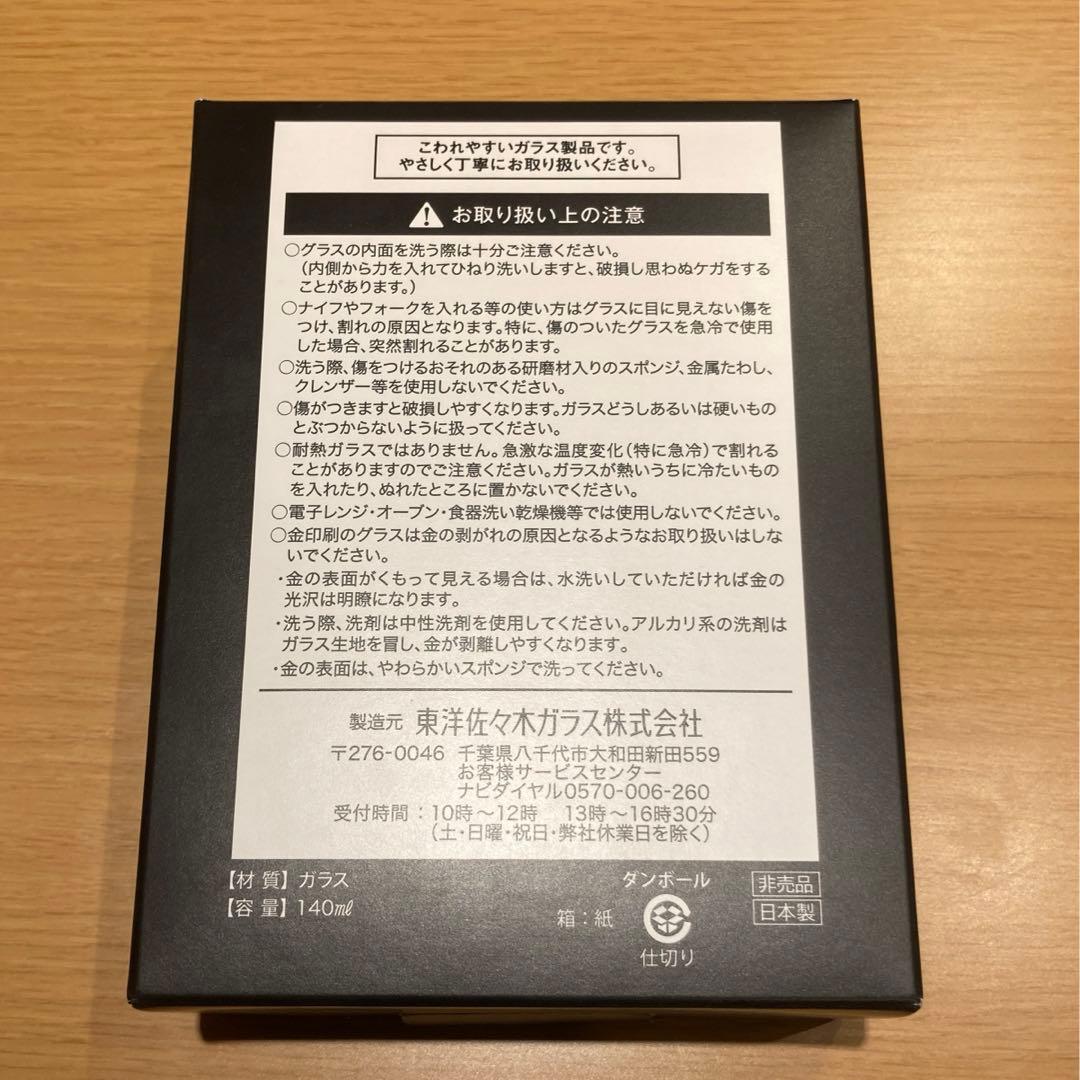 こわれやすいガラス製品です。
やさしく丁寧にお取り扱いください。
お取り扱い上の注意
○グラスの内面を洗う際は十分ご注意ください。
（内側から力を入れてひねり洗いしますと、破損し思わぬケガをする
ことがあります。）
○ナイフやフォークを入れる等の使い方はグラスに目に見えない傷を
つけ、割れの原因となります。特に、傷のついたグラスを急冷で使用
した場合、突然割れることがあります。
○洗う際、傷をつけるおそれのある研磨材入りのスポンジ、金属たわし、
クレンザー等を使用しないでください。
○傷がつきますと破損しやすくなります。ガラスどうしあるいは硬いもの
とぶつからないように扱ってください。
○耐熱ガラスではありません。急激な温度変化（特に急冷）で割れる
ことがありますのでご注意ください。ガラスが熱いうちに冷たいもの
を入れたり、ぬれたところに置かないでください。
○電子レンジ・オーブン・食器洗い乾燥機等では使用しないでください。
○金印刷のグラスは金の剥がれの原因となるようなお取り扱いはしな
いでください。
・金の表面がくもって見える場合は、水洗いしていただければ金の
光沢は明瞭になります。
・洗う際、洗剤は中性洗剤を使用してください。アルカリ系の洗剤は
ガラス生地を冒し、金が剥離しやすくなります。
・金の表面は、やわらかいスポンジで洗ってください。
製造元 東洋佐々木ガラス株式会社
〒276-0046 千葉県八千代市大和田新田559
お客様サービスセンター
ナビダイヤル0570-006-260
受付時間：10時～12時 13時～16時30分
（土・日曜・祝日・弊社休業日を除く）
【材 質】ガラス
【容 量】140㎖
箱：紙
ダンボール
仕切り
非売品
日本製